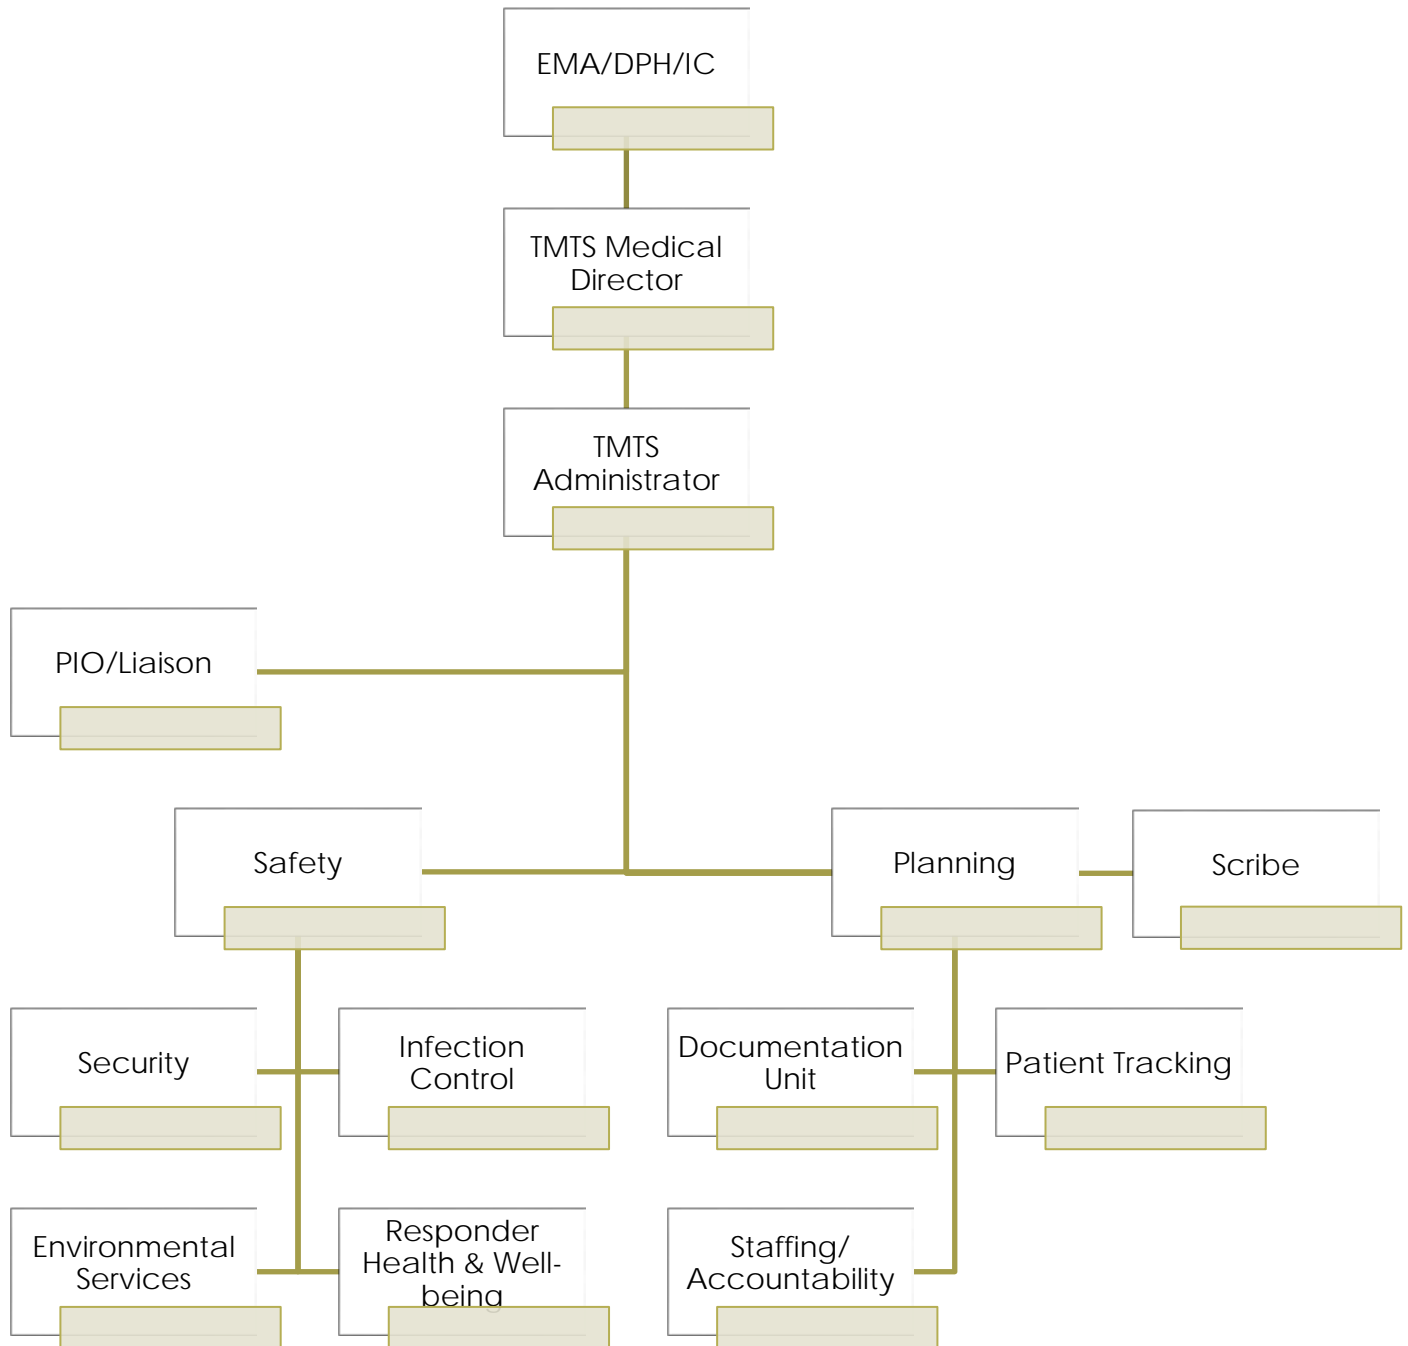 EMA/DPH/IC
TMTS Medical
Director
TMTS
Administrator
PIO/Liaison
Safety
Planning
Scribe
Security
Infection
Control
Documentation
Unit
Patient Tracking
Environmental
Services
Responder
Health & Well-
being
Staffing/
Accountability